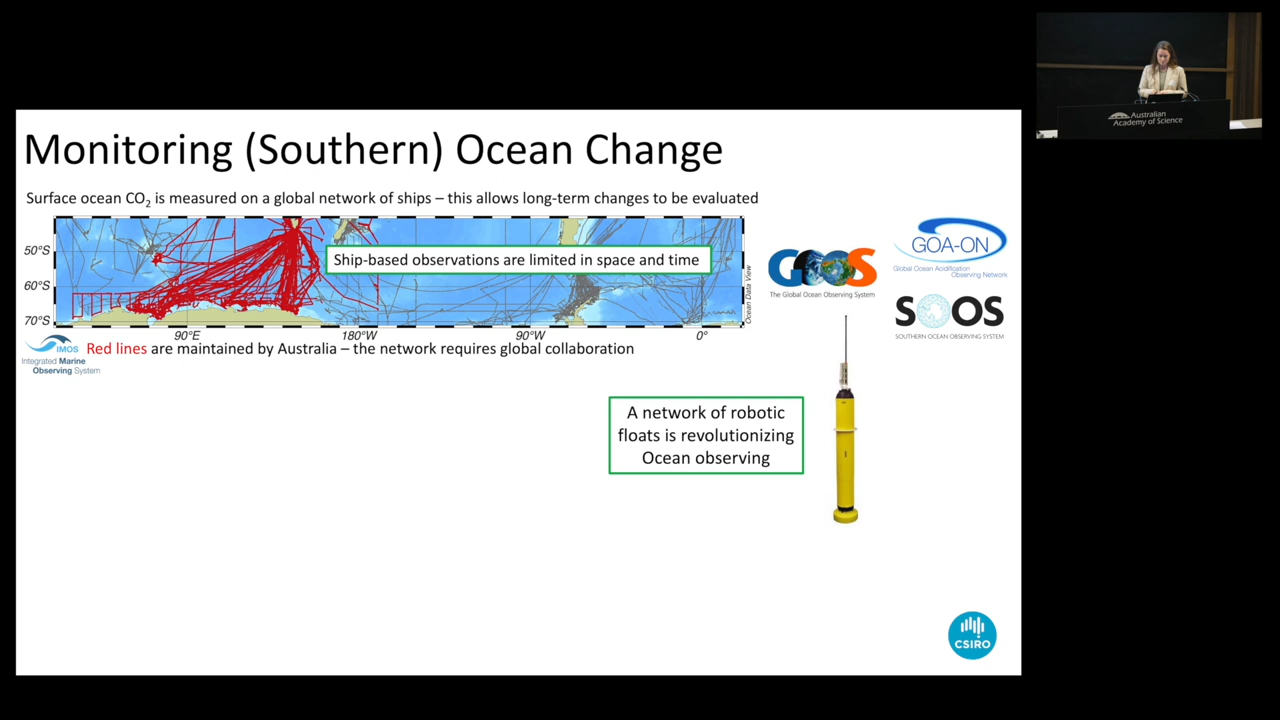 Monitoring (Southern) Ocean Change
Surface ocean CO2 is measured on a global network of ships – this allows long-term changes to be evaluated
50°S
60°S
70°S
Ship-based observations are limited in space and time
Ocean Data View
90°E
180°W
90°W
0°
IMOS
Integrated Marine
Observing System
Red lines are maintained by Australia – the network requires global collaboration
GOOS
The Global Ocean Observing System
GOA-ON
Global Ocean Acidification
Observing Network
SOOS
SOUTHERN OCEAN OBSERVING SYSTEM
A network of robotic
floats is revolutionizing
Ocean observing
CSIRO
Australian
Academy of Science